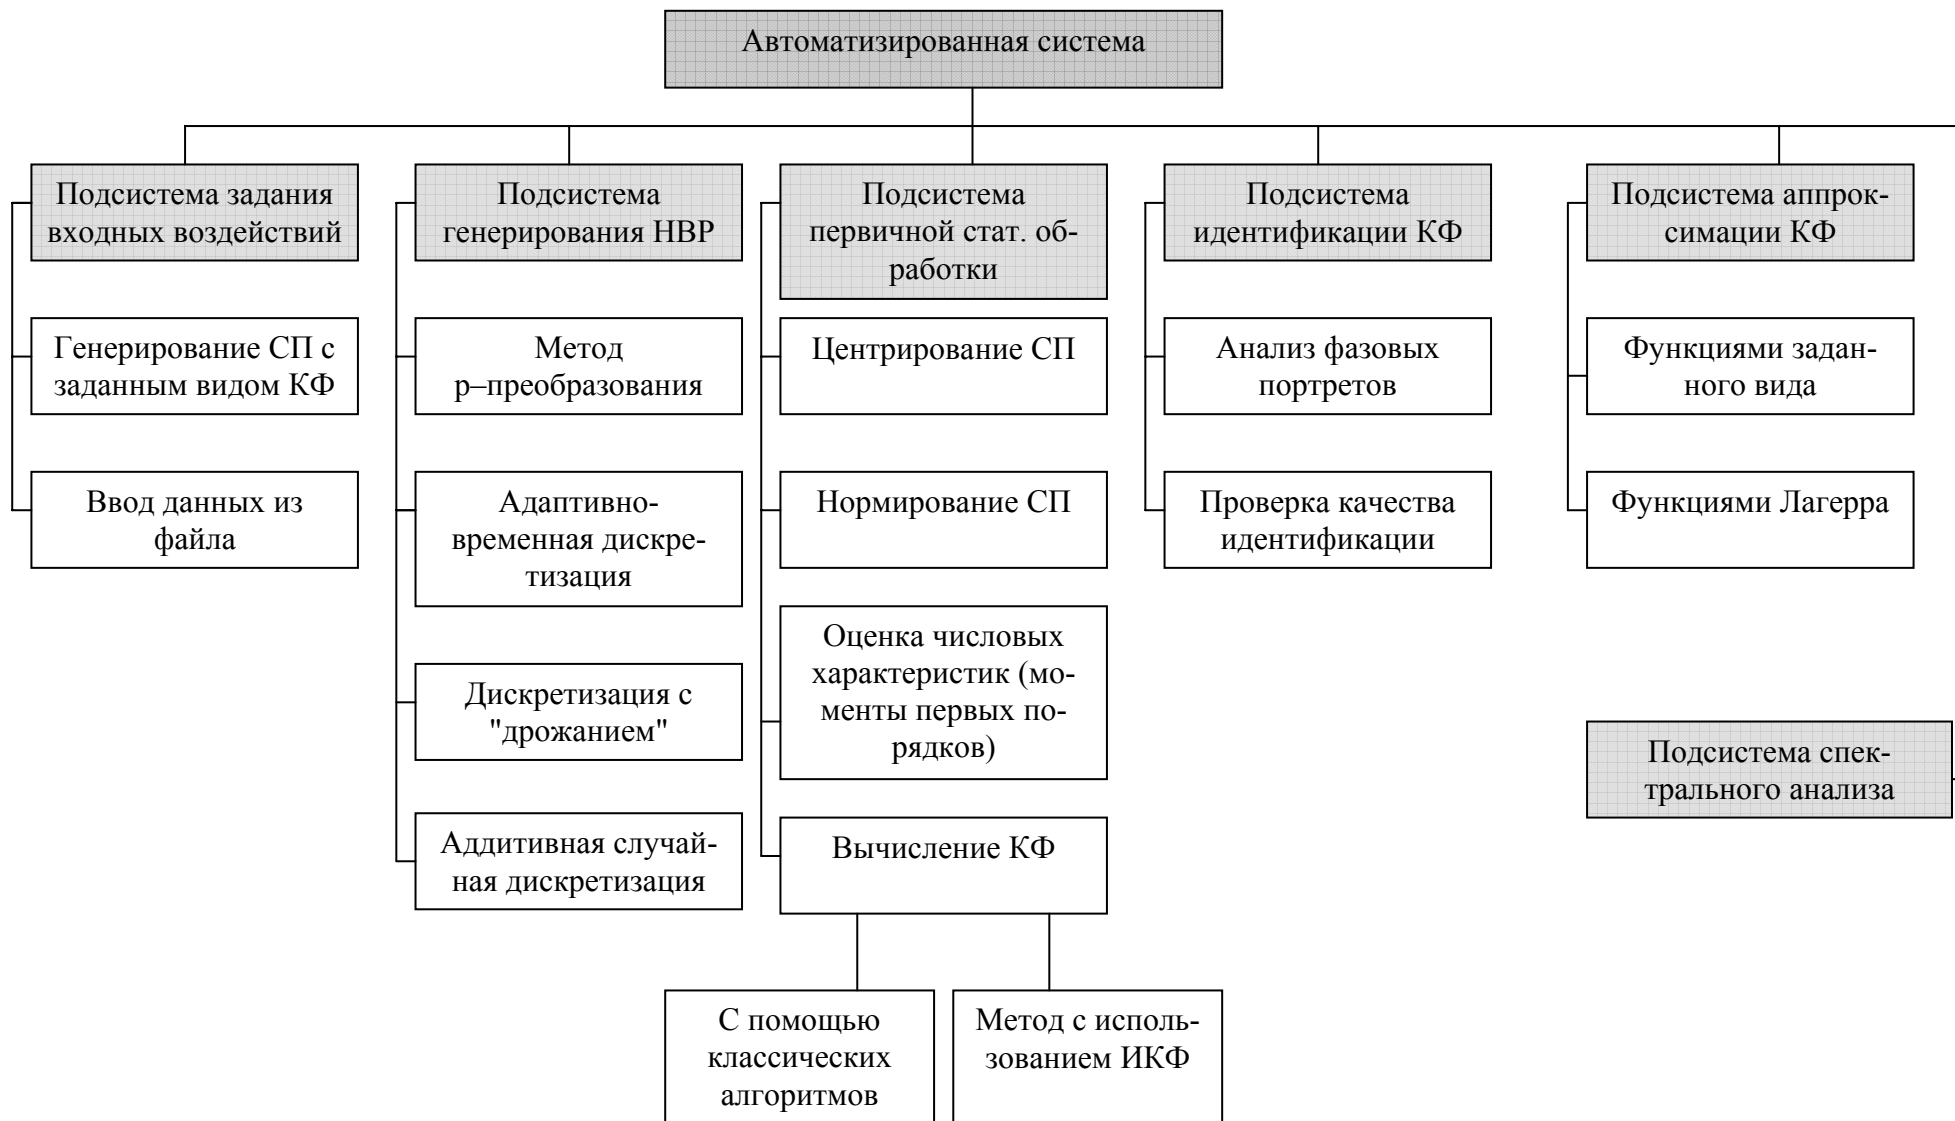 Автоматизированная система
Подсистема задания
входных воздействий
Генерирование СП с
заданным видом КФ
Ввод данных из
файла
Подсистема
генерирования НВР
Метод
р–преобразования
Адаптивно-
временная дискре-
тизация
Дискретизация с
"дрожанием"
Аддитивная случай-
ная дискретизация
Подсистема
первичной стат. об-
работки
Центрирование СП
Нормирование СП
Оценка числовых
характеристик (мо-
менты первых по-
рядков)
Вычисление КФ
С помощью
классических
алгоритмов
Метод с исполь-
зованием ИКФ
Подсистема
идентификации КФ
Анализ фазовых
портретов
Проверка качества
идентификации
Подсистема аппрок-
симации КФ
Функциями задан-
ного вида
Функциями Лагерра
Подсистема спек-
трального анализа